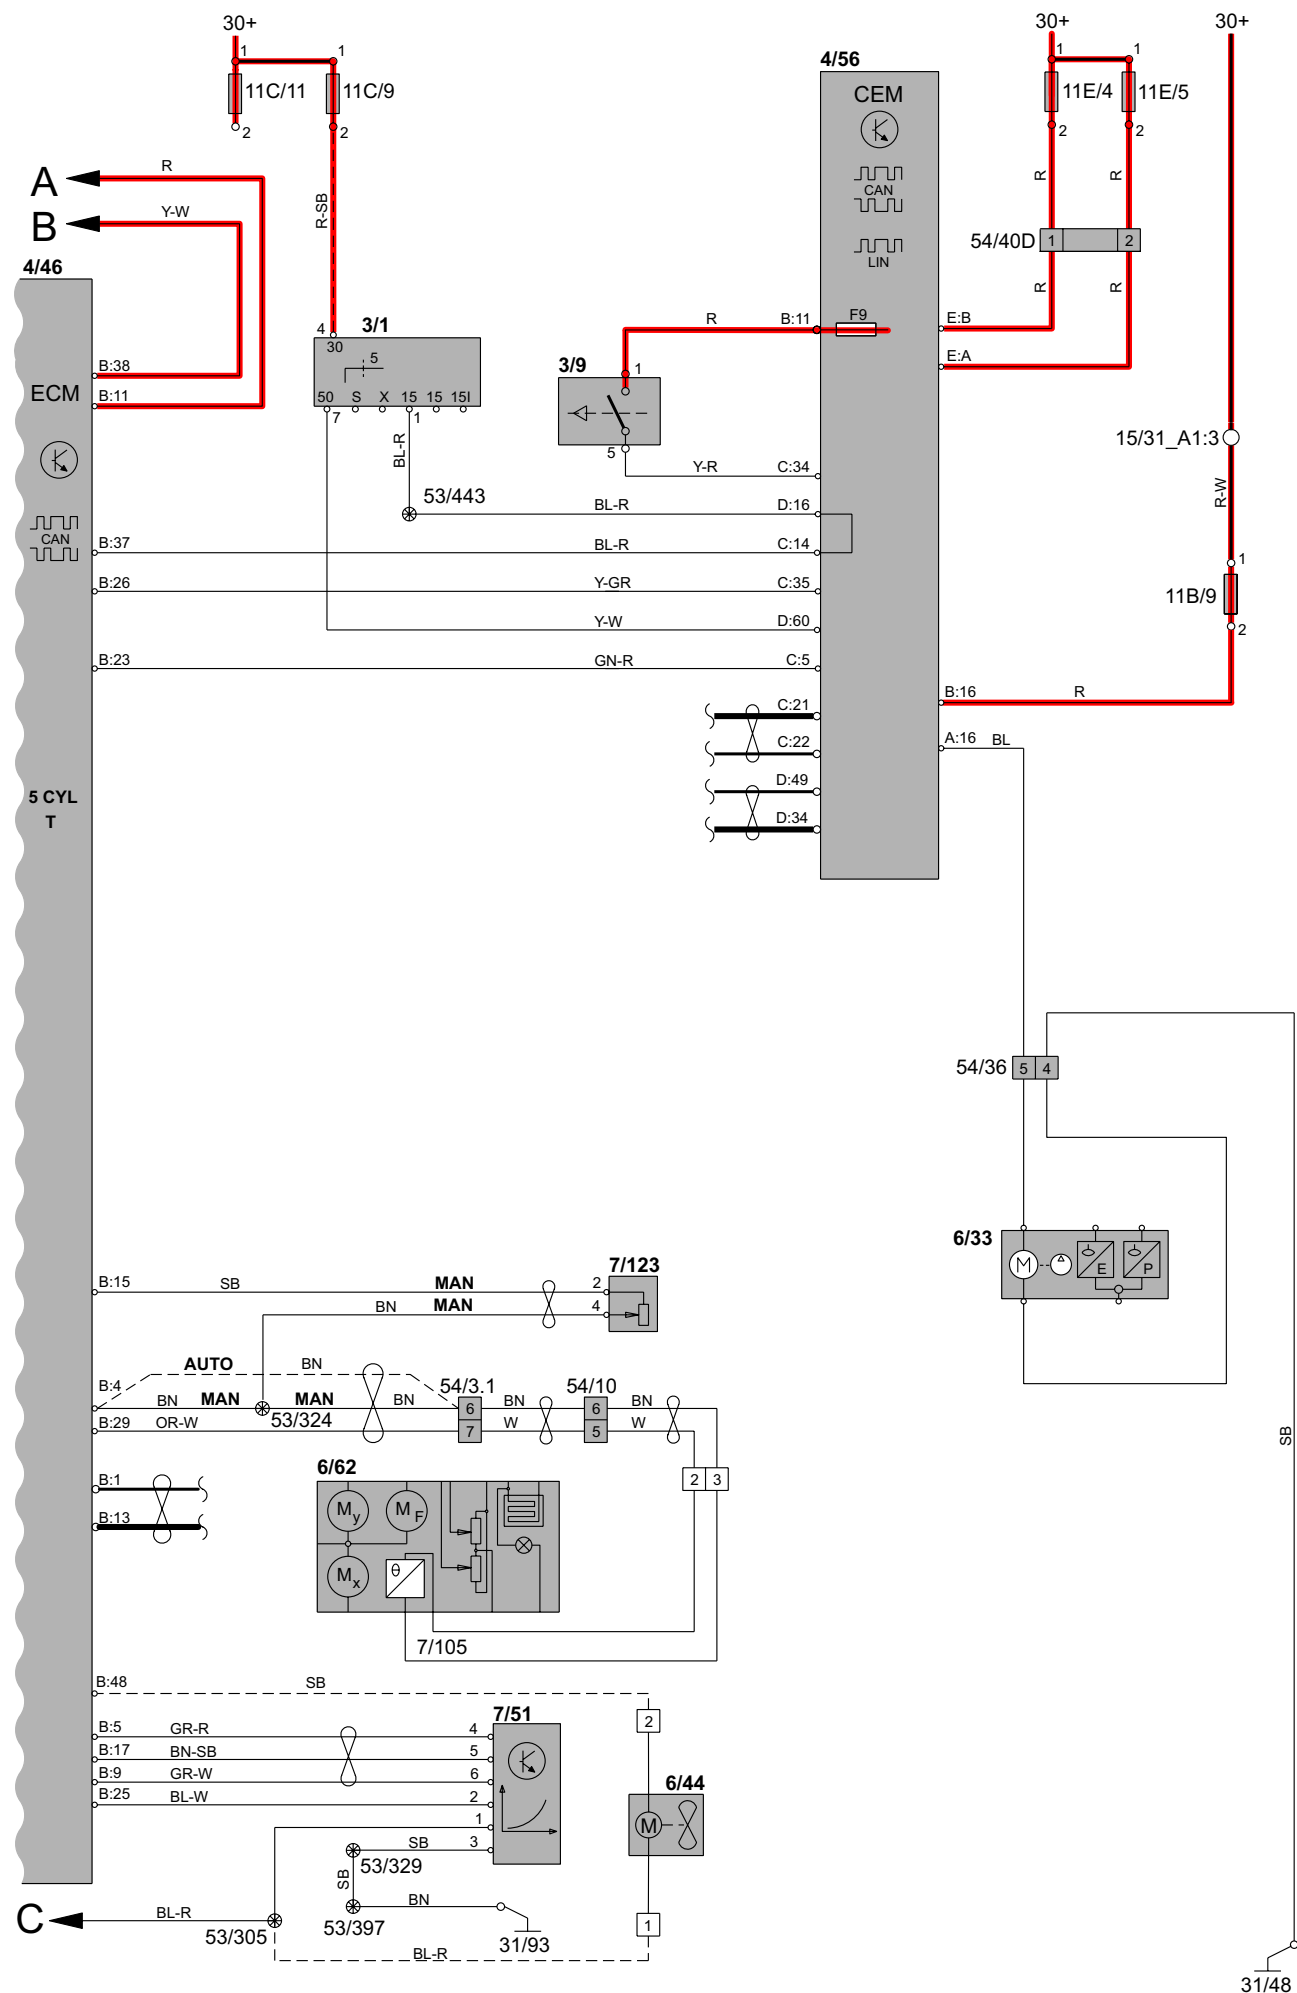 30+
30+
30+
4/56
1
1
11C/11
11C/9
2
2
CEM
CAN
LIN
1
1
11E/4
11E/5
2
2
A
R
B
Y-W
R-SB
R
R
54/40D
1
2
R
R
4/46
4
3/1
30
5
50
S
X
15
15
15I
7
1
BL-R
R
B:11
F9
E:B
E:A
3/9
1
5
B:38
ECM
B:11
15/31_A1:3
R-W
Y-R
C:34
53/443
BL-R
D:16
CAN
B:37
BL-R
C:14
B:26
Y-GR
C:35
1
11B/9
2
Y-W
D:60
B:23
GN-R
C:5
B:16
R
C:21
C:22
A:16
BL
D:49
D:34
5 CYL
T
54/36
5
4
6/33
M
E
P
7/123
B:15
SB
MAN
2
BN
MAN
4
AUTO
BN
B:4
BN
MAN
MAN
BN
54/3.1
6
BN
54/10
6
BN
53/324
B:29
OR-W
7
W
5
W
SB
6/62
2
3
B:1
B:13
My
MF
Mx
θ
7/105
B:48
SB
7/51
2
B:5
GR-R
4
B:17
BN-SB
5
B:9
GR-W
6
B:25
BL-W
2
1
6/44
M
SB
3
53/329
SB
BN
53/397
31/93
C
BL-R
53/305
1
BL-R
31/48